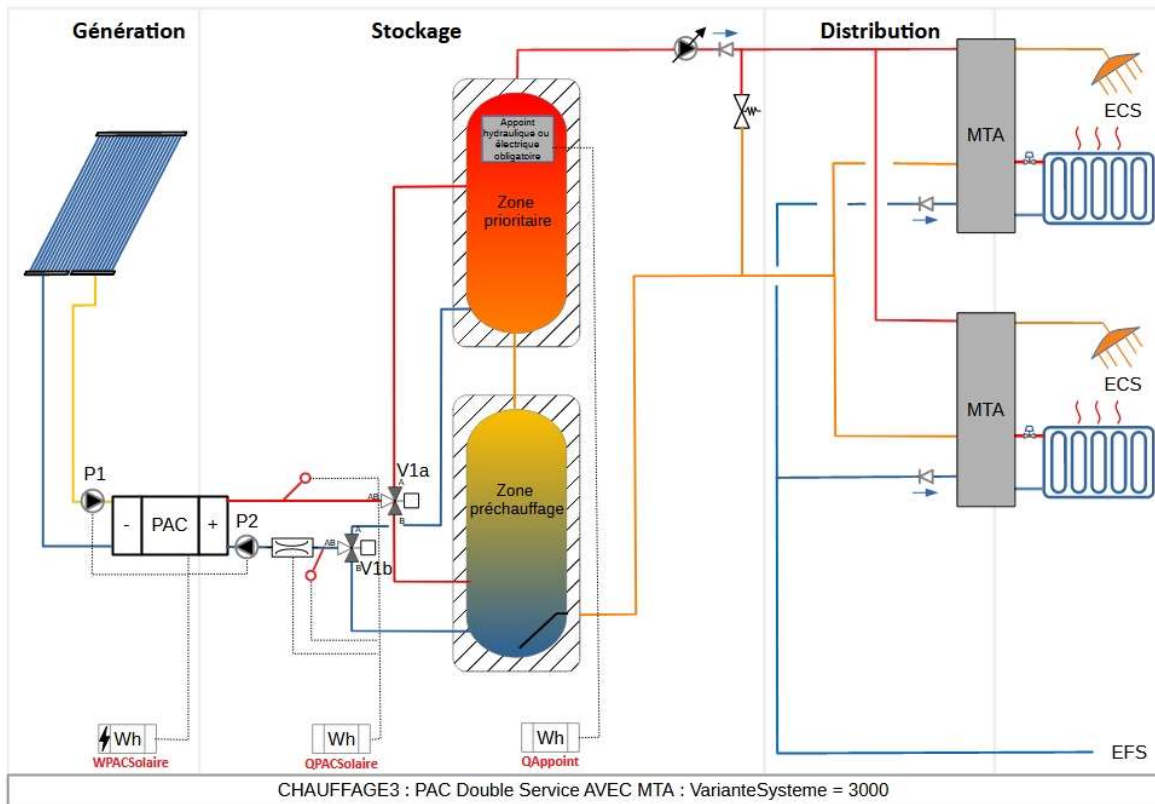 Génération
Stockage
Distribution
Appoint
hydraulique ou
électrique
obligatoire
Zone
prioritaire
MTA
ECS
MTA
ECS
P1
- PAC +
P2
AB
A
B
V1a
AB
A
B
V1b
Zone
préchauffage
Wh
WPACSolaire
Wh
QPACSolaire
Wh
QAppoint
EFS
CHAUFFAGE3 : PAC Double Service AVEC MTA : VarianteSysteme = 3000